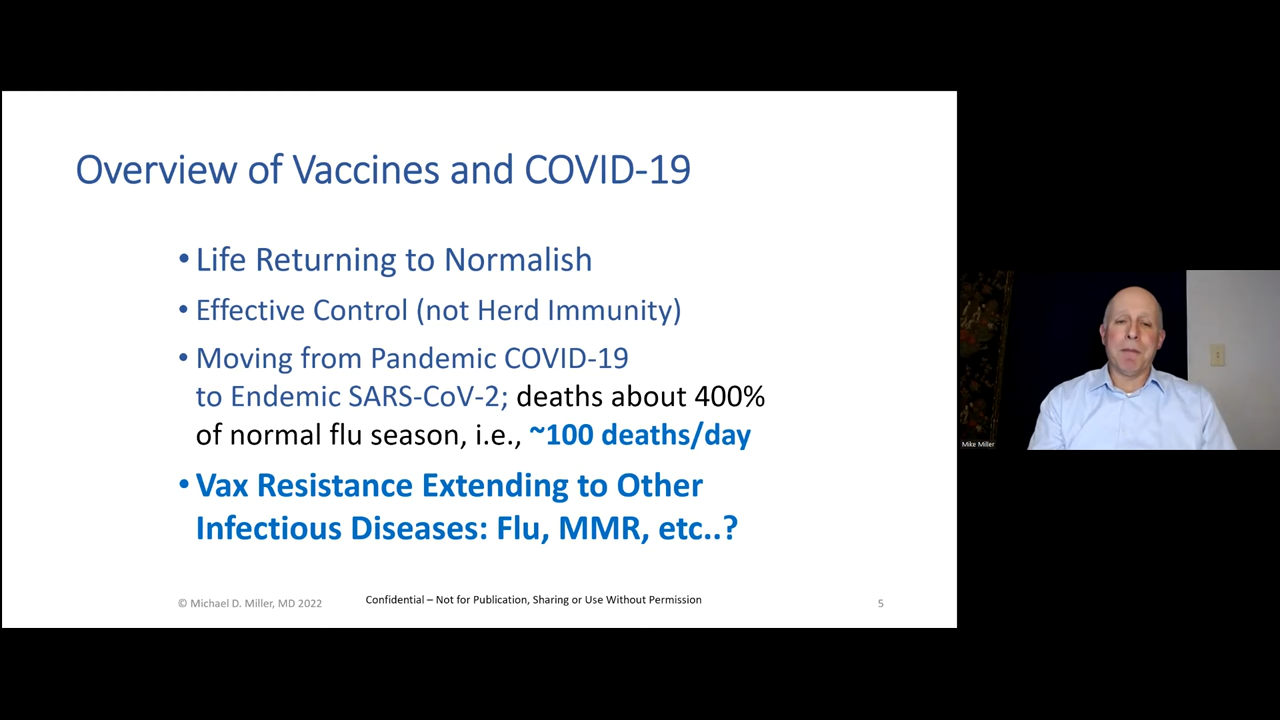 Overview of Vaccines and COVID-19
• Life Returning to Normalish
• Effective Control (not Herd Immunity)
• Moving from Pandemic COVID-19
to Endemic SARS-CoV-2; deaths about 400%
of normal flu season, i.e., ~100 deaths/day
• Vax Resistance Extending to Other
Infectious Diseases: Flu, MMR, etc..?
© Michael D. Miller, MD 2022
Confidential – Not for Publication, Sharing or Use Without Permission
5
Mike Miller